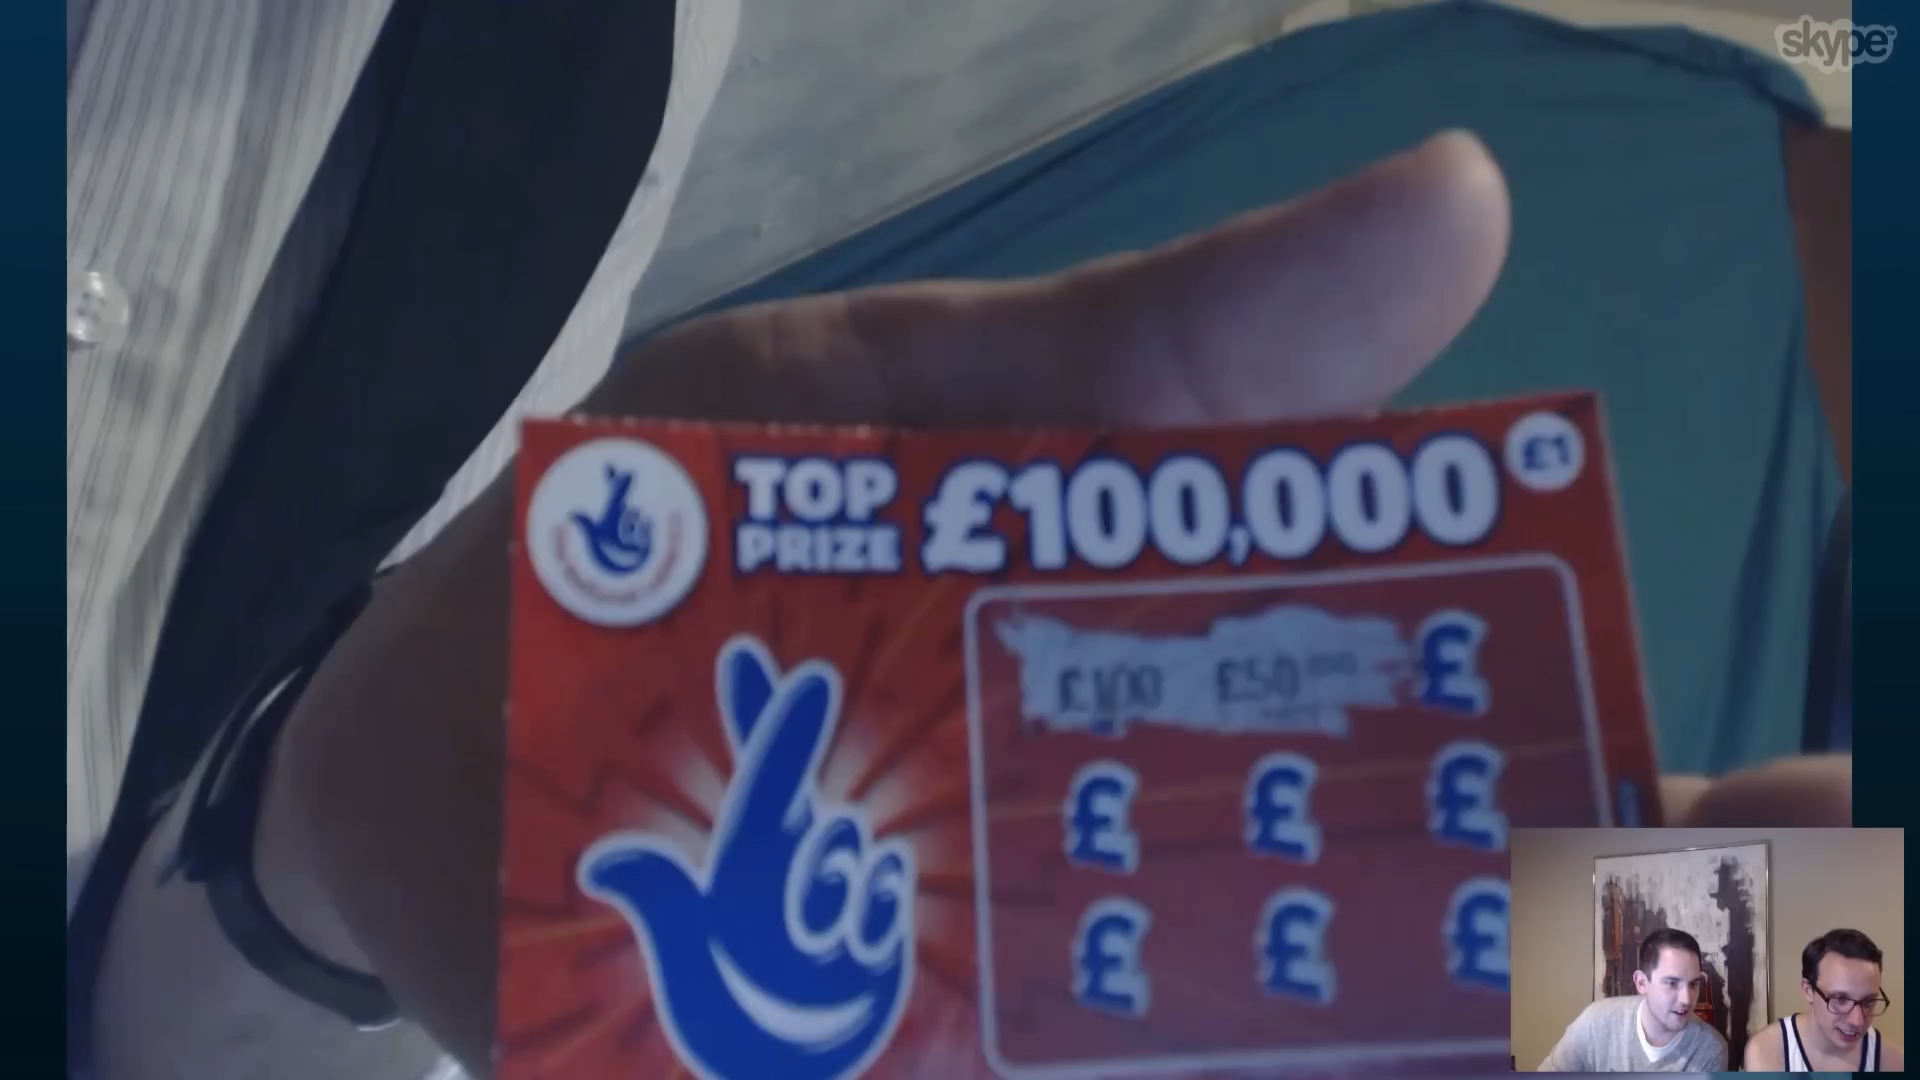 skype
TOP
PRIZE £100,000
£1
£100 £50 £
£ £ £
£ £ £